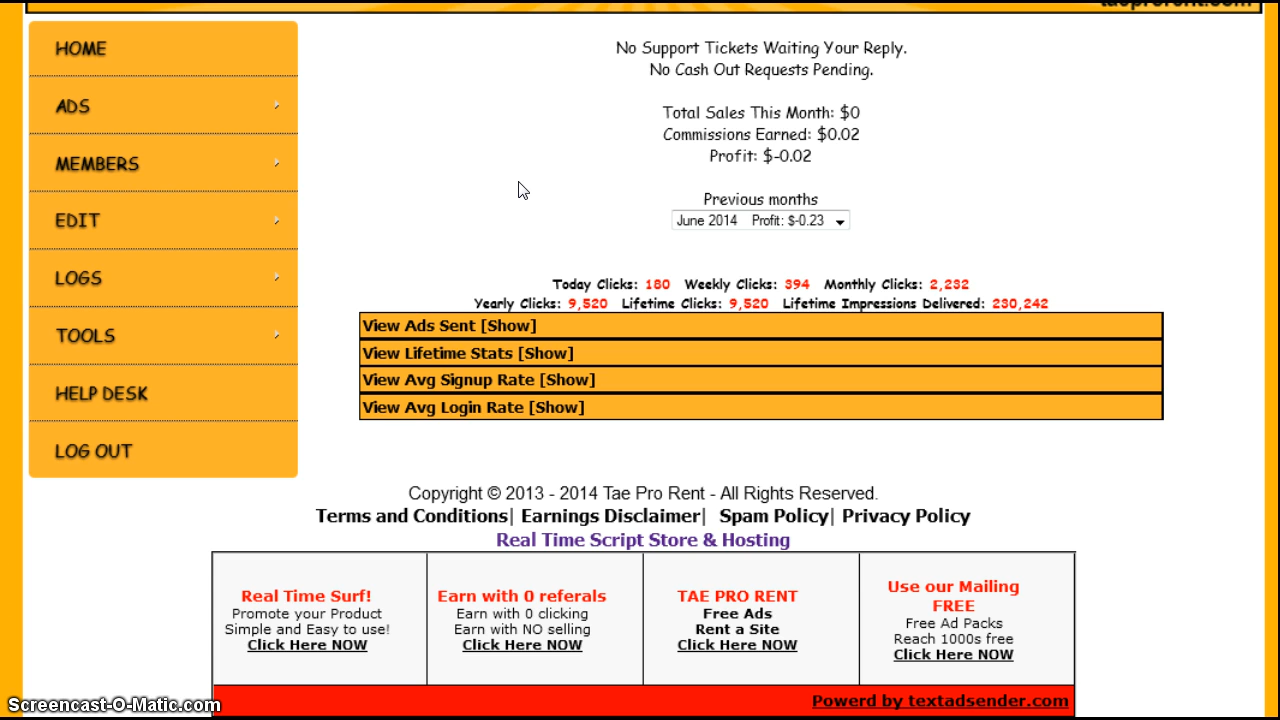 taeprorent.com
HOME
ADS
MEMBERS
EDIT
LOGS
TOOLS
HELP DESK
LOG OUT
No Support Tickets Waiting Your Reply.
No Cash Out Requests Pending.
Total Sales This Month: $0
Commissions Earned: $0.02
Profit: $-0.02
Previous months
June 2014 Profit: $-0.23
Today Clicks: 180 Weekly Clicks: 394 Monthly Clicks: 2,232
Yearly Clicks: 9,520 Lifetime Clicks: 9,520 Lifetime Impressions Delivered: 230,242
View Ads Sent [Show]
View Lifetime Stats [Show]
View Avg Signup Rate [Show]
View Avg Login Rate [Show]
Copyright © 2013 - 2014 Tae Pro Rent - All Rights Reserved.
Terms and Conditions| Earnings Disclaimer| Spam Policy| Privacy Policy
Real Time Script Store & Hosting
Real Time Surf!
Promote your Product
Simple and Easy to use!
Click Here NOW
Earn with 0 referals
Earn with 0 clicking
Earn with NO selling
Click Here NOW
TAE PRO RENT
Free Ads
Rent a Site
Click Here NOW
Use our Mailing
FREE
Free Ad Packs
Reach 1000s free
Click Here NOW
Powerd by textadsender.com
Screencast-O-Matic.com